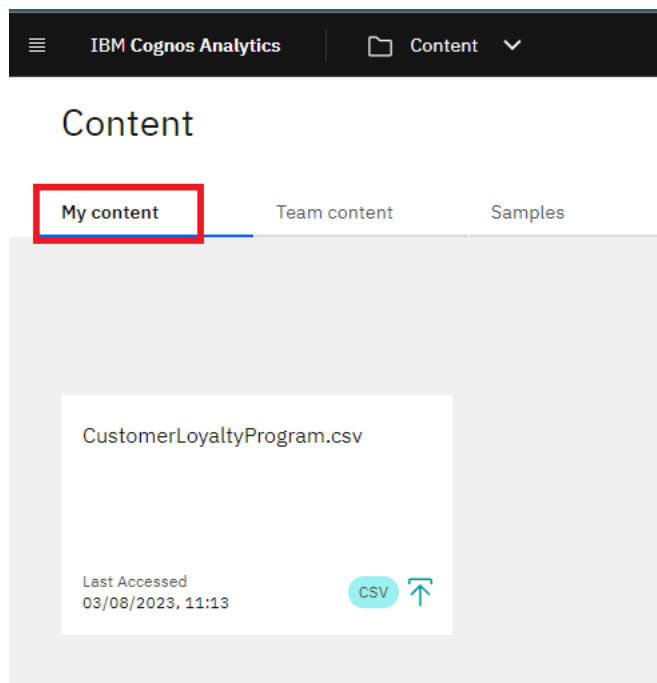 IBM Cognos Analytics Content
Content
My content Team content Samples
CustomerLoyaltyProgram.csv
Last Accessed
03/08/2023, 11:13 CSV